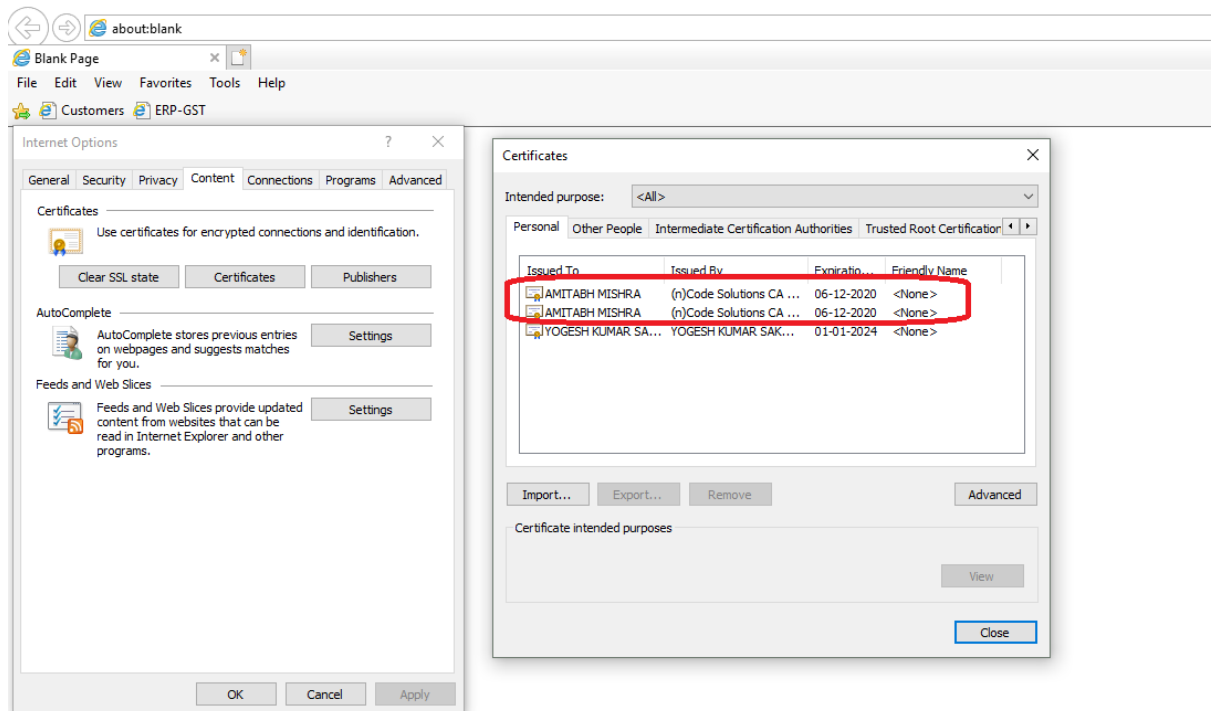 about:blank
Blank Page
File Edit View Favorites Tools Help
Customers ERP-GST
Internet Options ?
General Security Privacy Content Connections Programs Advanced
Certificates
Use certificates for encrypted connections and identification.
Clear SSL state Certificates Publishers
AutoComplete
AutoComplete stores previous entries
on webpages and suggests matches
for you.
Settings
Feeds and Web Slices
Feeds and Web Slices provide updated
content from websites that can be
read in Internet Explorer and other
programs.
Settings
OK Cancel Apply
Certificates
Intended purpose: <All>
Personal Other People Intermediate Certification Authorities Trusted Root Certification
Issued To Issued By Expiratio... Friendly Name
AMITABH MISHRA (n)Code Solutions CA ... 06-12-2020 <None>
AMITABH MISHRA (n)Code Solutions CA ... 06-12-2020 <None>
YOGESH KUMAR SA... YOGESH KUMAR SAK... 01-01-2024 <None>
Import... Export... Remove Advanced
Certificate intended purposes
View
Close